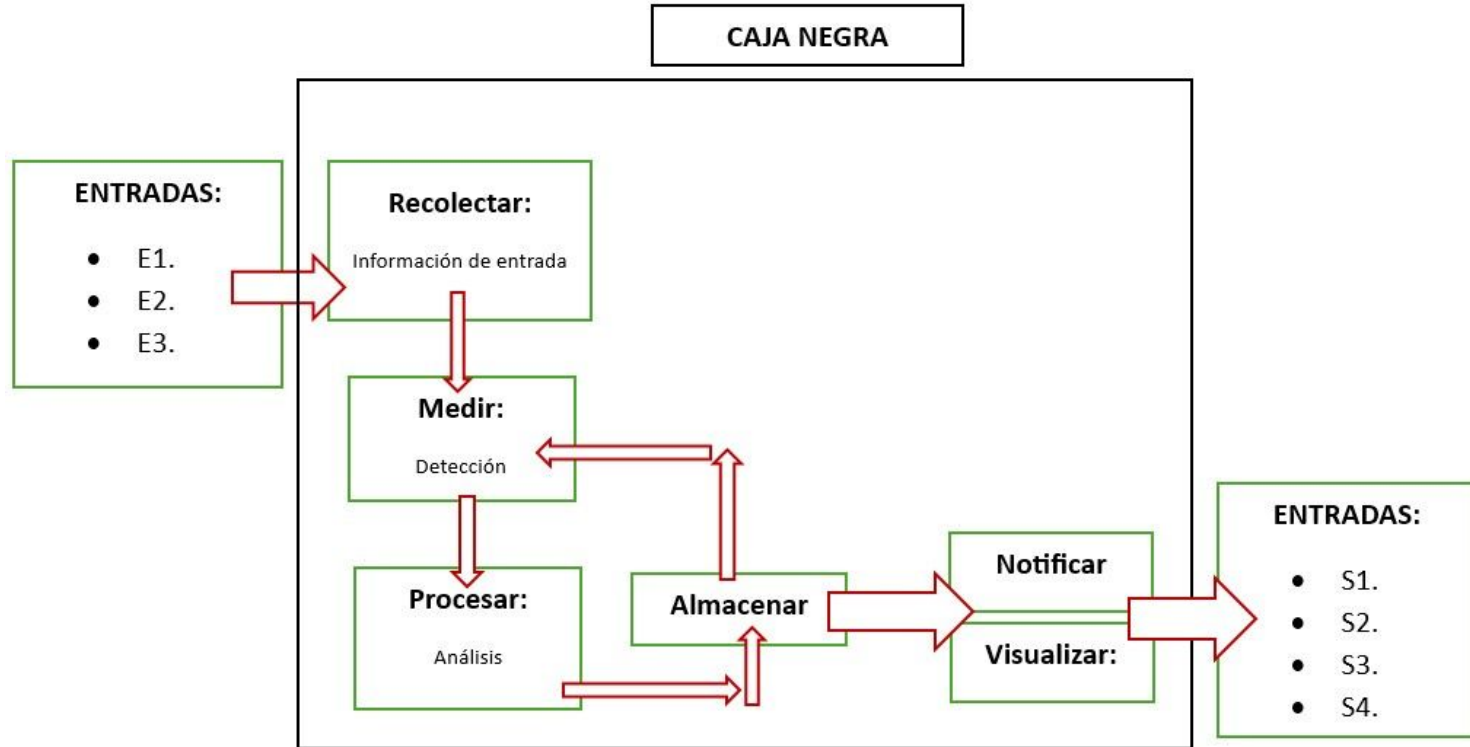 CAJA NEGRA
ENTRADAS:
• E1.
• E2.
• E3.
Recolectar:
Información de entrada
Medir:
Detección
Procesar:
Análisis
Almacenar
Notificar
Visualizar:
ENTRADAS:
• S1.
• S2.
• S3.
• S4.